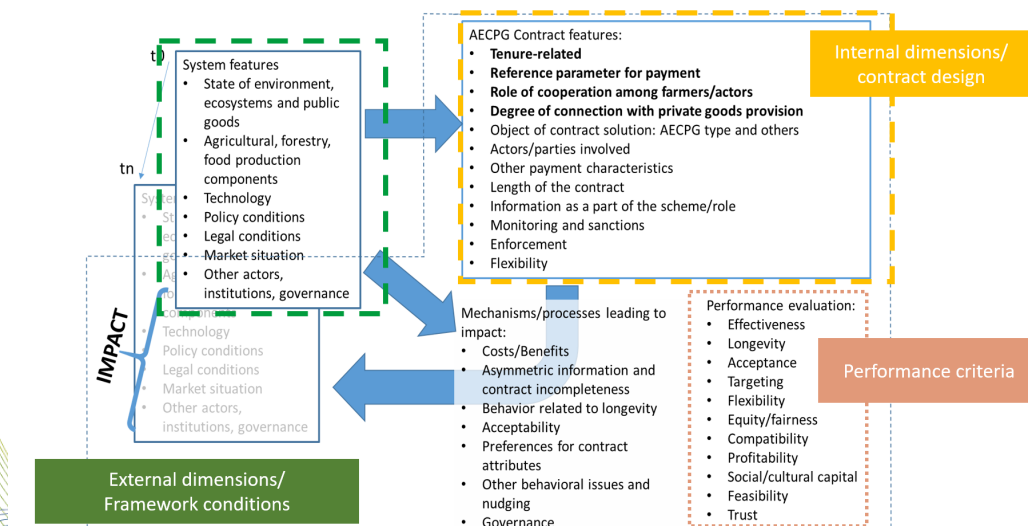 t0
System features
• State of environment,
ecosystems and public
goods
• Agricultural, forestry,
food production
components
• Technology
• Policy conditions
• Legal conditions
• Market situation
• Other actors,
institutions, governance
AECPG Contract features:
• Tenure-related
• Reference parameter for payment
• Role of cooperation among farmers/actors
• Degree of connection with private goods provision
• Object of contract solution: AECPG type and others
• Actors/parties involved
• Other payment characteristics
• Length of the contract
• Information as a part of the scheme/role
• Monitoring and sanctions
• Enforcement
• Flexibility
Internal dimensions/
contract design
tn
components
• Technology
• Policy conditions
• Legal conditions
• Market situation
• Other actors,
institutions, governance
IMPACT
Mechanisms/processes leading to
impact:
• Costs/Benefits
• Asymmetric information and
contract incompleteness
• Behavior related to longevity
• Acceptability
• Preferences for contract
attributes
• Other behavioral issues and
nudging
• Governance
Performance evaluation:
• Effectiveness
• Longevity
• Acceptance
• Targeting
• Flexibility
• Equity/fairness
• Compatibility
• Profitability
• Social/cultural capital
• Feasibility
• Trust
Performance criteria
External dimensions/
Framework conditions